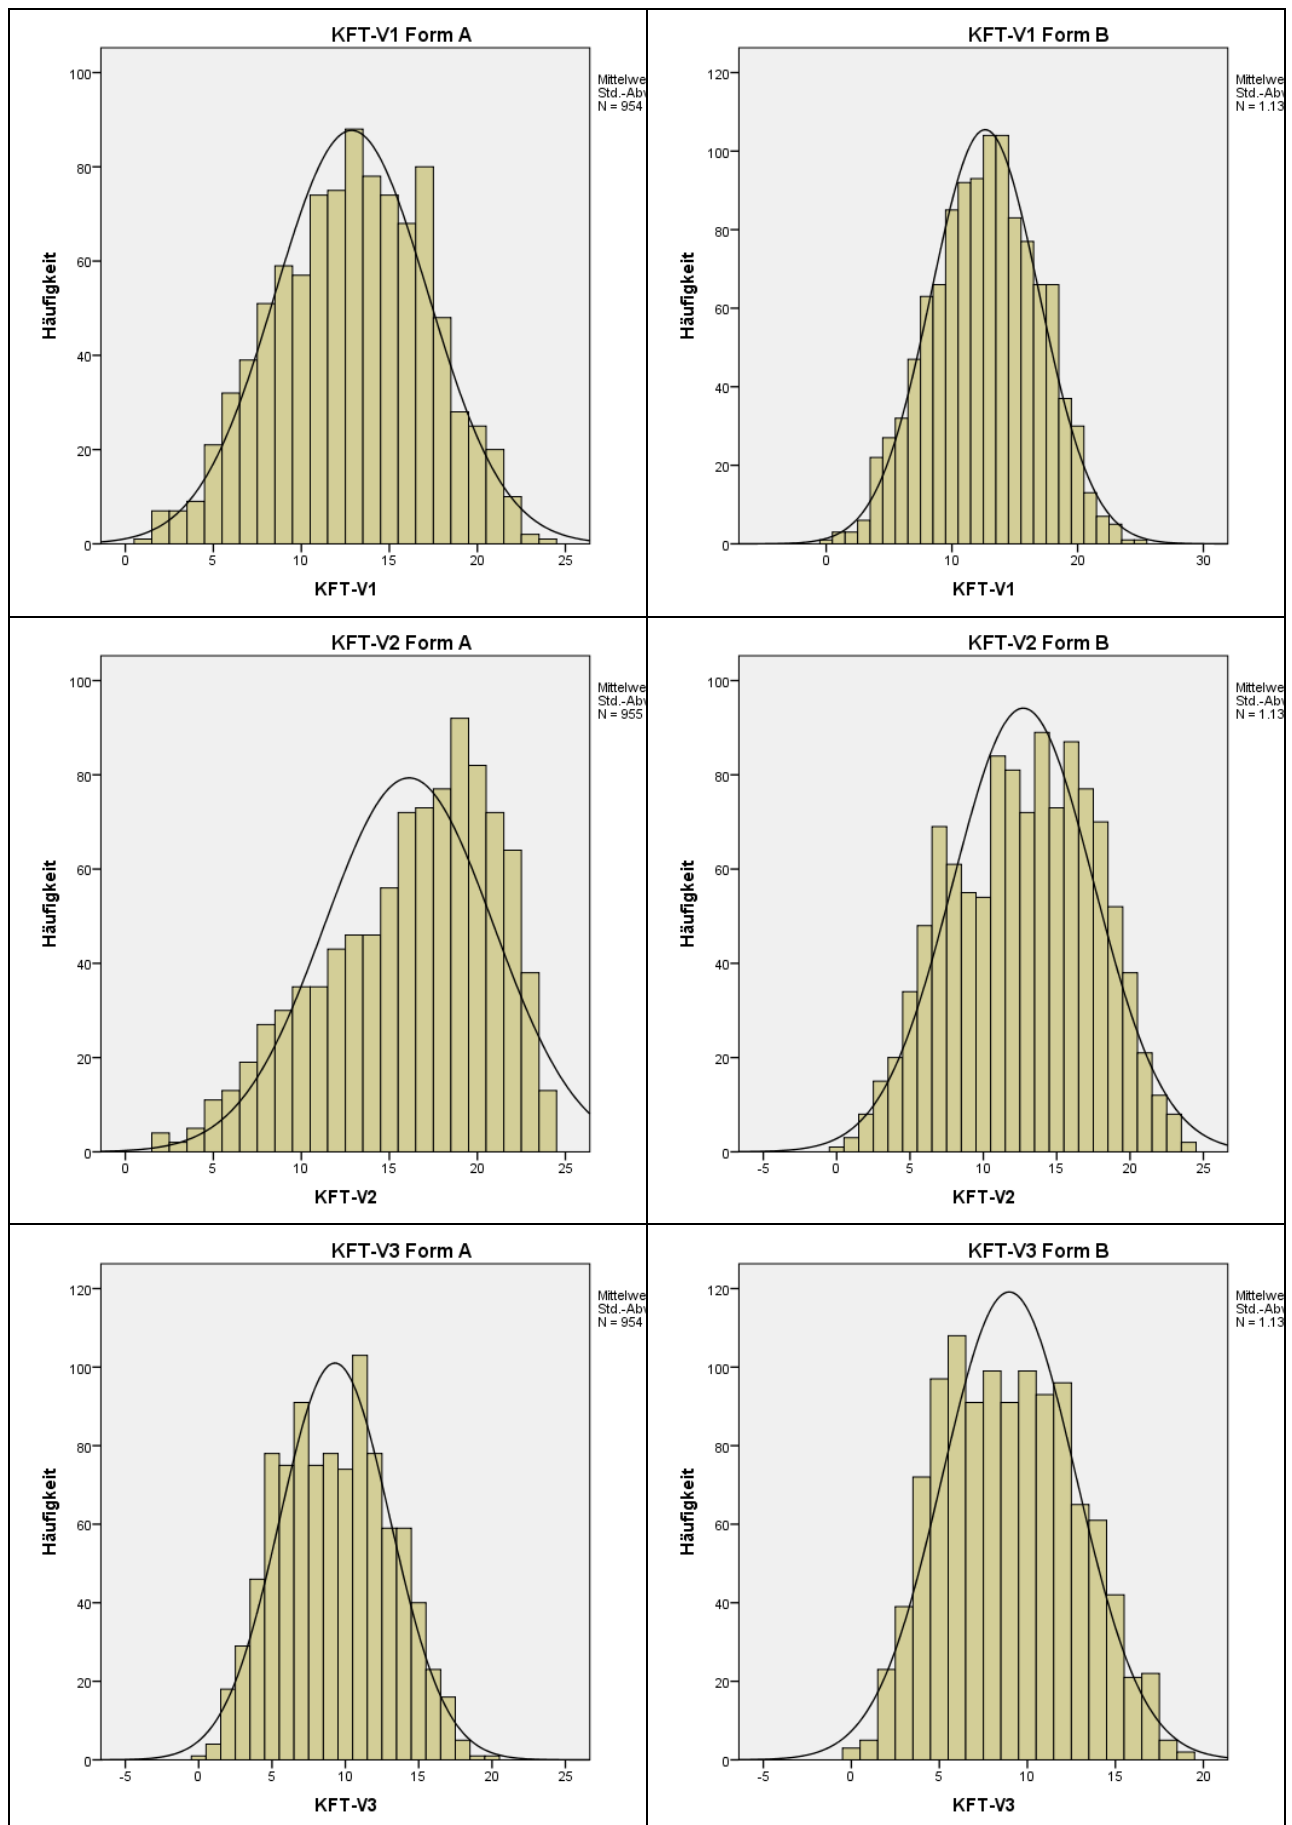 KFT-V1 Form A
Mittelwe
Std.-Abw
N = 954
Häufigkeit
100
80
60
40
20
0
0 5 10 15 20 25
KFT-V1
KFT-V1 Form B
Mittelwe
Std.-Abw
N = 1.13
Häufigkeit
120
100
80
60
40
20
0
0 10 20 30
KFT-V1
KFT-V2 Form A
Mittelwe
Std.-Abw
N = 955
Häufigkeit
100
80
60
40
20
0
0 5 10 15 20 25
KFT-V2
KFT-V2 Form B
Mittelwe
Std.-Abw
N = 1.13
Häufigkeit
100
80
60
40
20
0
-5 0 5 10 15 20 25
KFT-V2
KFT-V3 Form A
Mittelwe
Std.-Abw
N = 954
Häufigkeit
120
100
80
60
40
20
0
-5 0 5 10 15 20 25
KFT-V3
KFT-V3 Form B
Mittelwe
Std.-Abw
N = 1.13
Häufigkeit
120
100
80
60
40
20
0
-5 0 5 10 15 20
KFT-V3